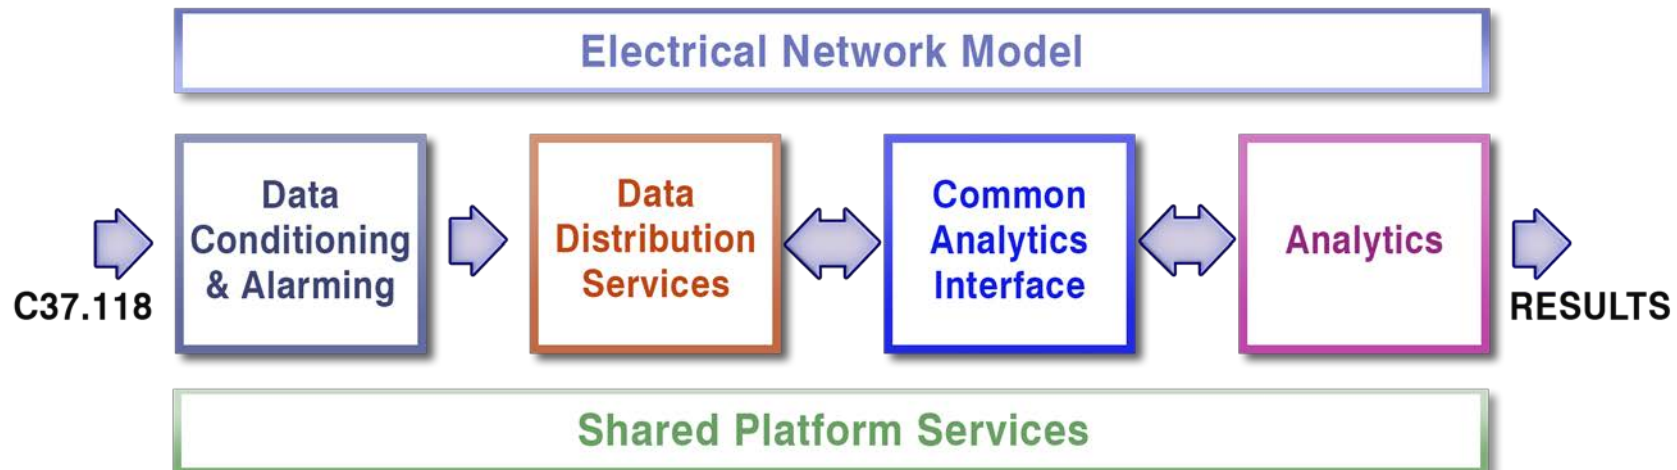 Electrical Network Model
Data
Conditioning
& Alarming
Data
Distribution
Services
Common
Analytics
Interface
Analytics
C37.118
RESULTS
Shared Platform Services